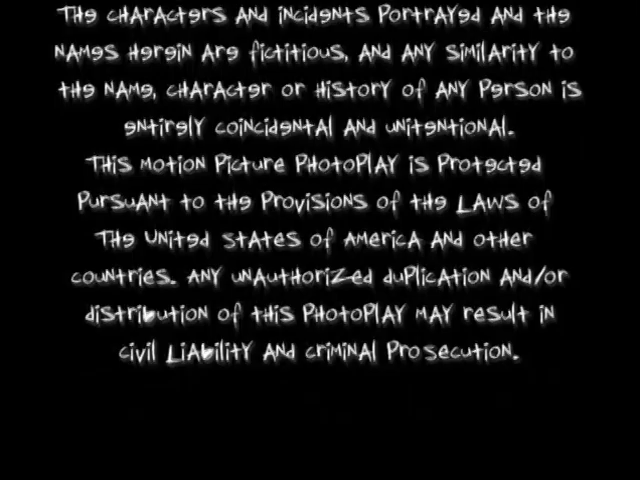 The characters and incidents portrayed and the
names herein are fictitious, and any similarity to
the name, character or history of any person is
entirely coincidental and unitentional.
This motion picture photoplay is protected
pursuant to the provisions of the laws of
the United States of America and other
countries. Any unauthorized duplication and/or
distribution of this photoplay may result in
civil liability and criminal prosecution.